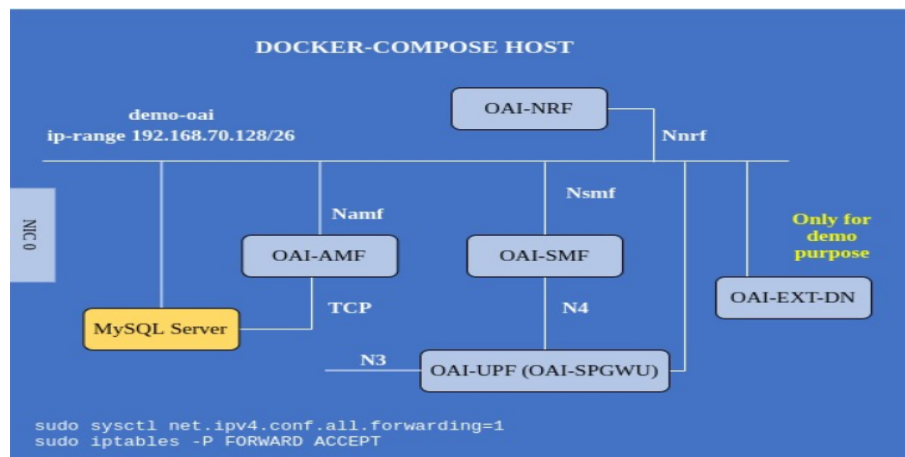 DOCKER-COMPOSE HOST
OAI-NRF
demo-oai
ip-range 192.168.70.128/26
Nnrf
Namf
Nsmf
Only for
demo
purpose
NIC 0
OAI-AMF
OAI-SMF
OAI-EXT-DN
TCP
N4
MySQL Server
N3
OAI-UPF (OAI-SPGWU)
sudo sysctl net.ipv4.conf.all.forwarding=1
sudo iptables -P FORWARD ACCEPT